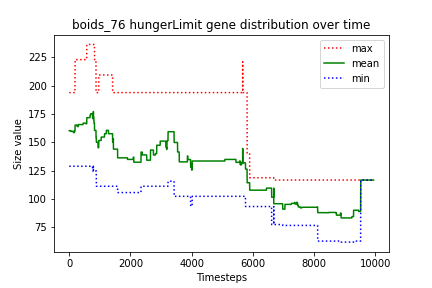 boids_76 hungerLimit gene distribution over time
max
mean
min
Size value
225
200
175
150
125
100
75
0 2000 4000 6000 8000 10000
Timesteps